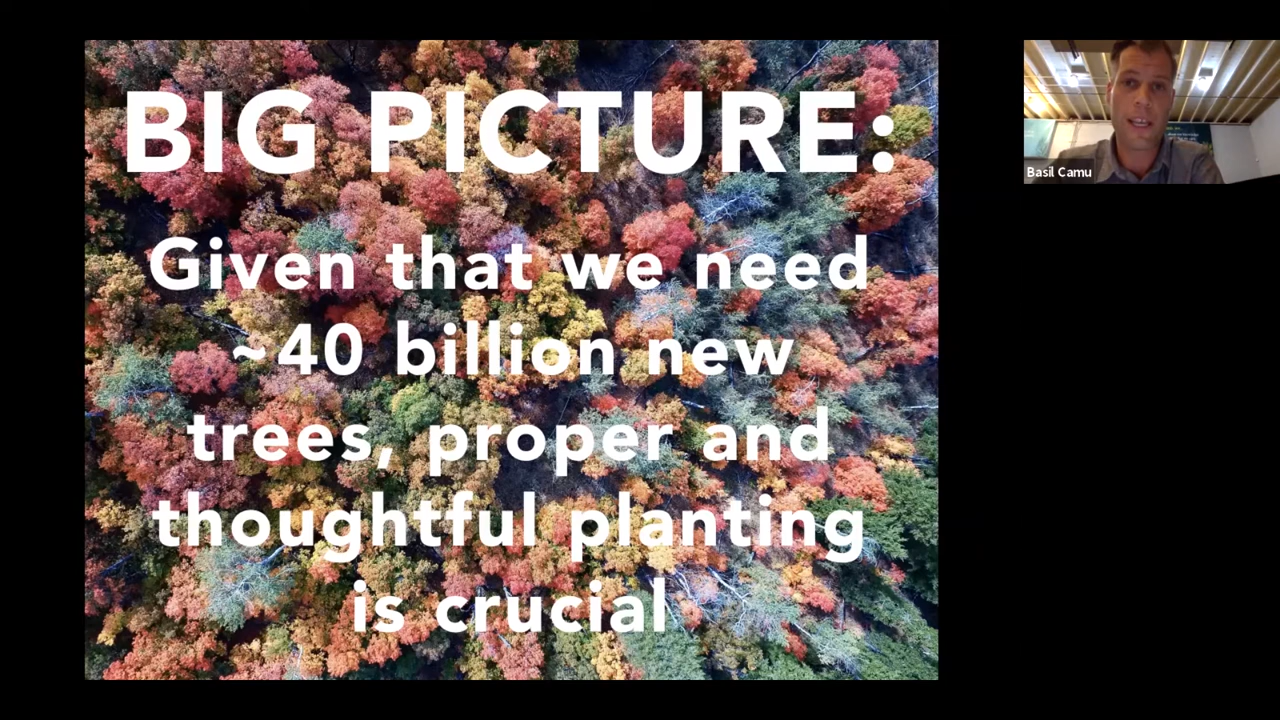 BIG PICTURE:
Given that we need
~40 billion new
trees, proper and
thoughtful planting
is crucial
Basil Camu